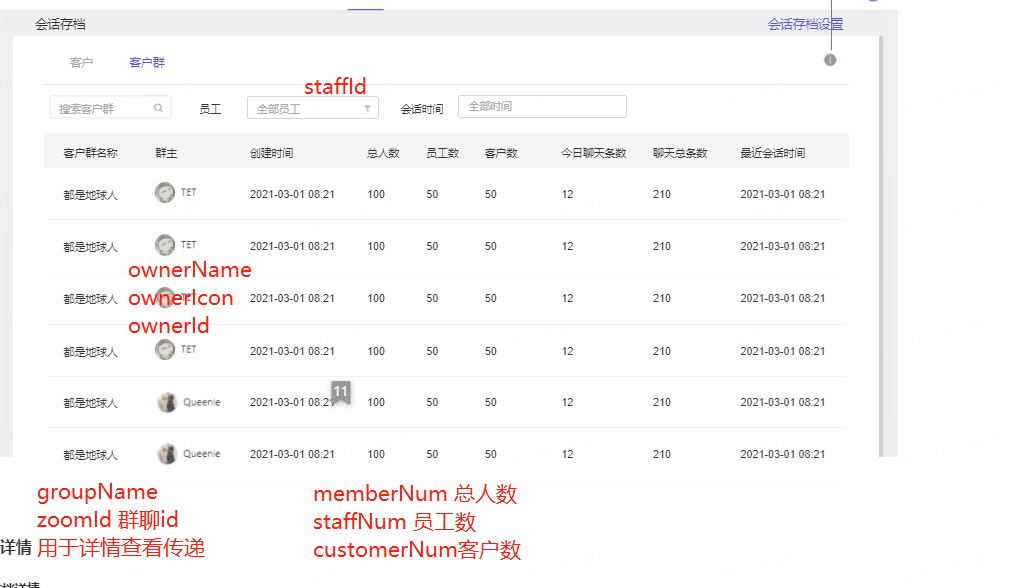 会话存档 会话存档设置
客户 客户群
staffId
搜索客户群 员工 全部员工 会话时间 全部时间
客户群名称 群主 创建时间 总人数 员工数 客户数 今日聊天条数 聊天总条数 最近会话时间
都是地球人 TET 2021-03-01 08:21 100 50 50 12 210 2021-03-01 08:21
都是地球人 TET 2021-03-01 08:21 100 50 50 12 210 2021-03-01 08:21
ownerName
都是地球人 TET 2021-03-01 08:21 100 50 50 12 210 2021-03-01 08:21
ownerIcon
ownerId
都是地球人 TET 2021-03-01 08:21 100 50 50 12 210 2021-03-01 08:21
11
都是地球人 Queenie 2021-03-01 08:21 100 50 50 12 210 2021-03-01 08:21
都是地球人 Queenie 2021-03-01 08:21 100 50 50 12 210 2021-03-01 08:21
groupName memberNum 总人数
zoomId 群聊id staffNum 员工数
详情 用于详情查看传递 customerNum客户数